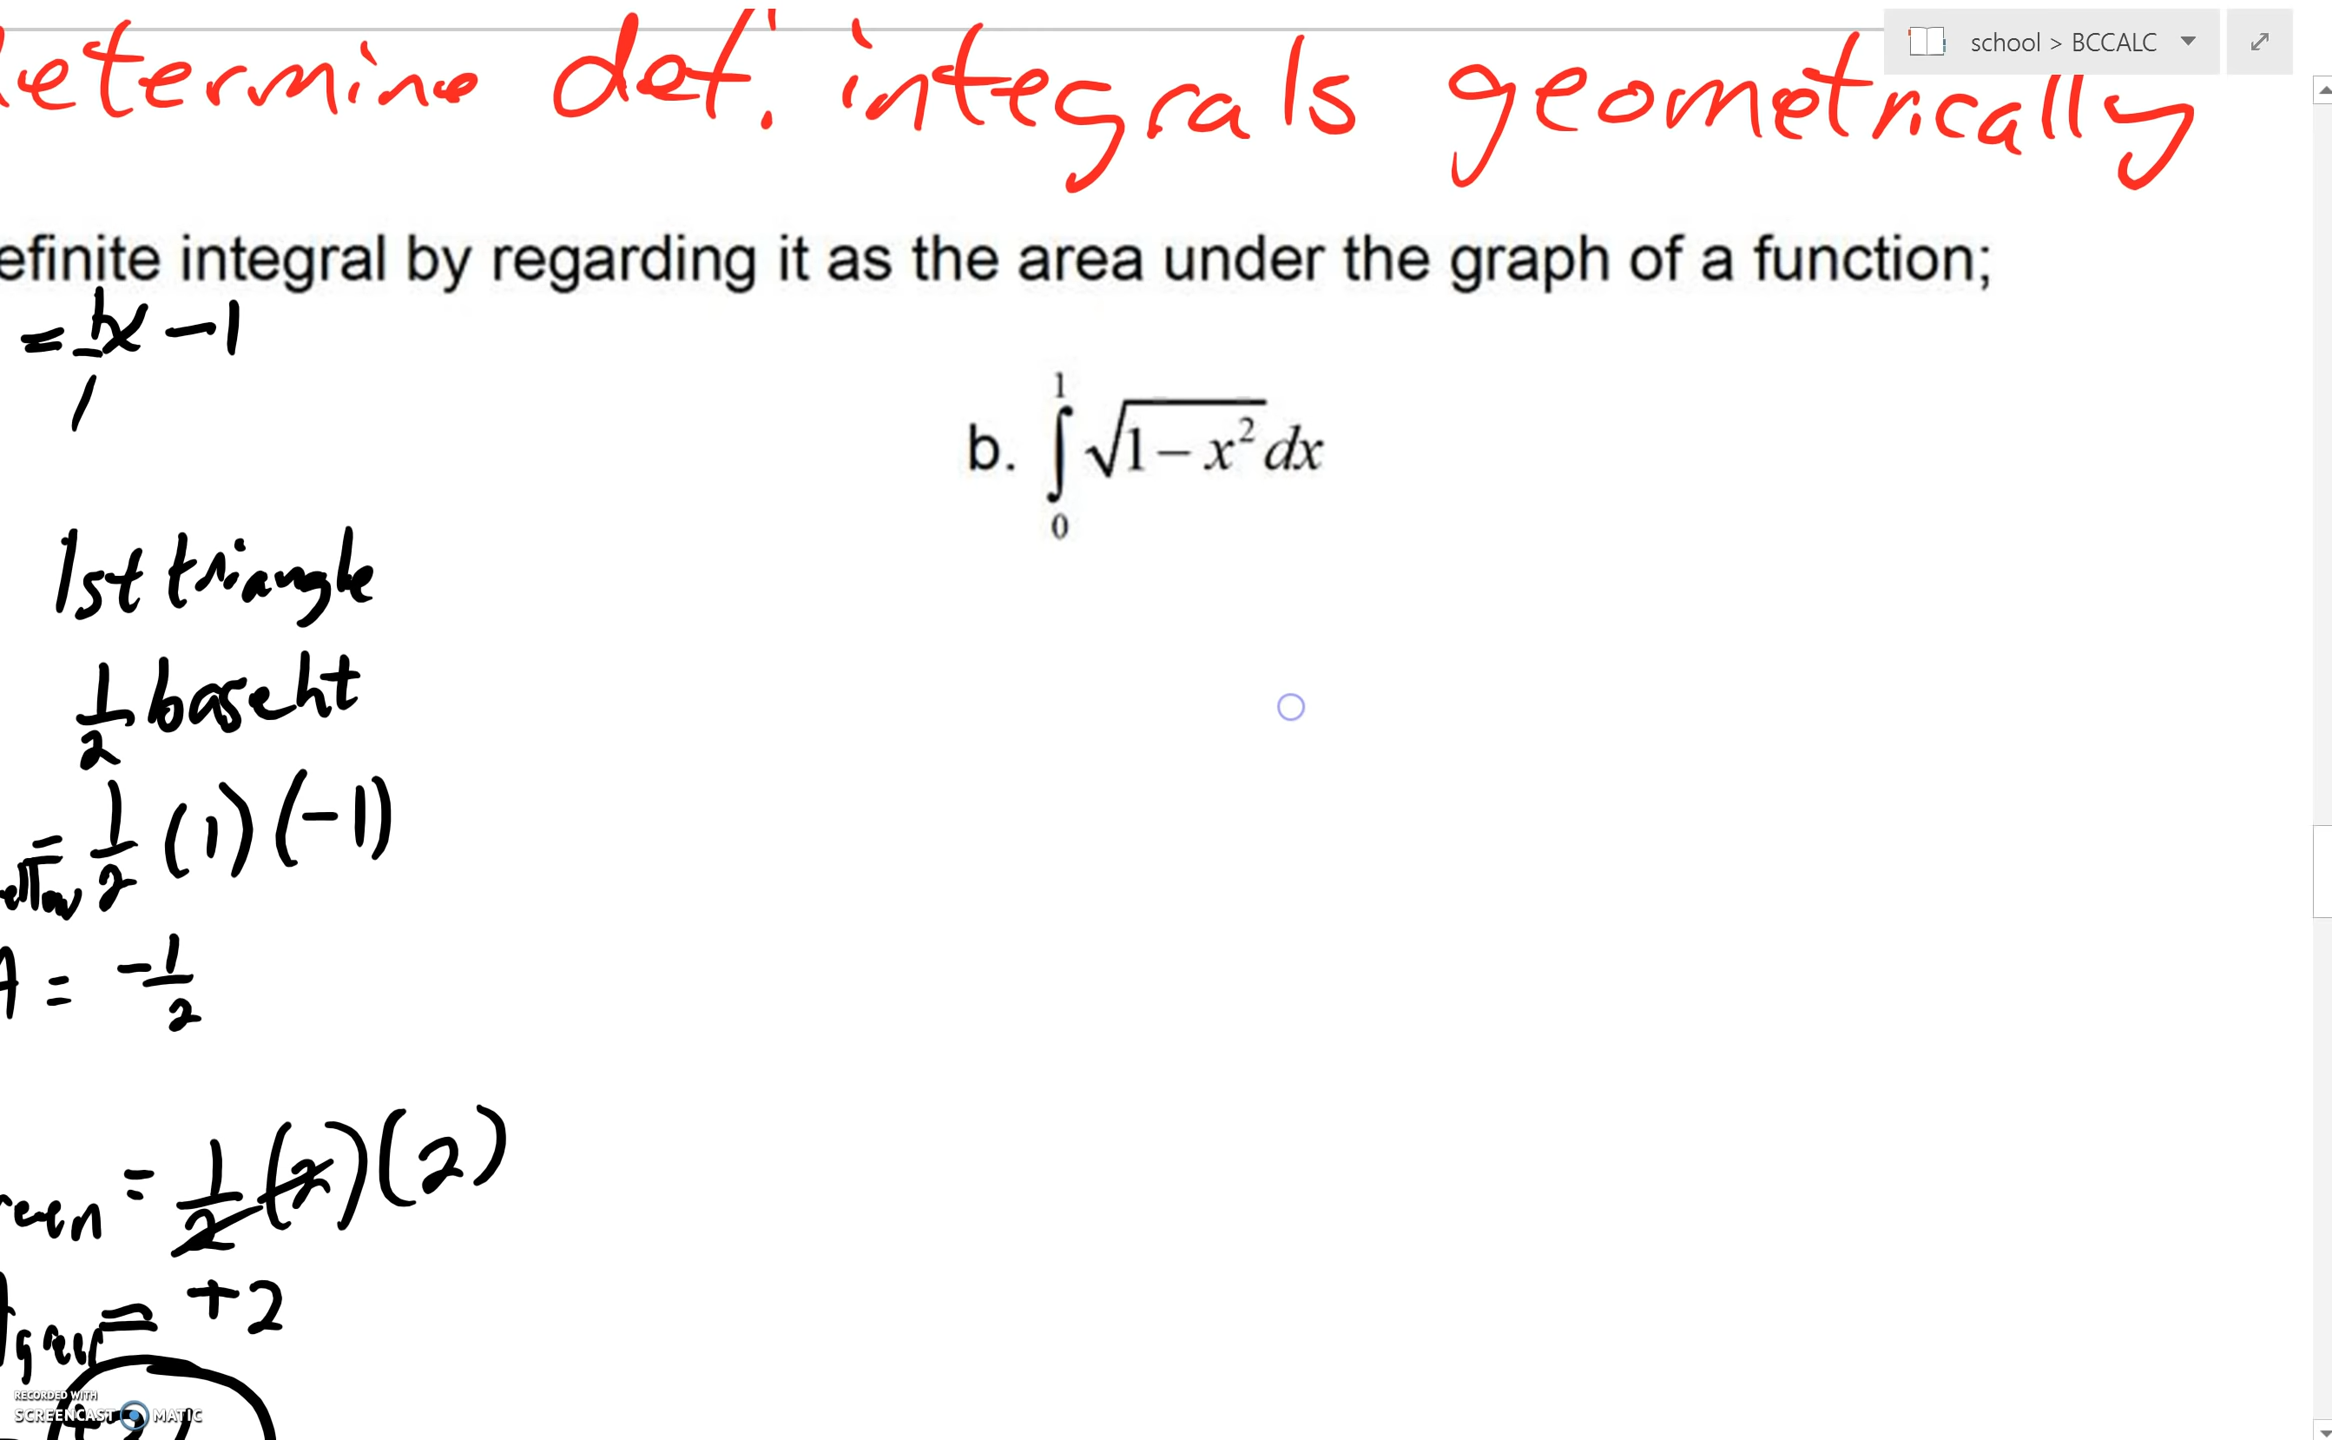 etermine def. integrals geometrically
school > BCCALC
efinite integral by regarding it as the area under the graph of a function;
= 1/1 x - 1
b. ∫₀¹ √1 − x² dx
1st triangle
1/2 base ht
= 1/2 (1)(-1)
A = -1/2
reen = 1/2 (2)(2)
= +2
RECORDED WITH
SCREENCAST MATIC